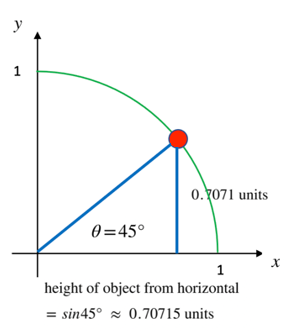 y
1
0.7071 units
θ=45°
x
1
height of object from horizontal
= sin45° ≈ 0.70715 units